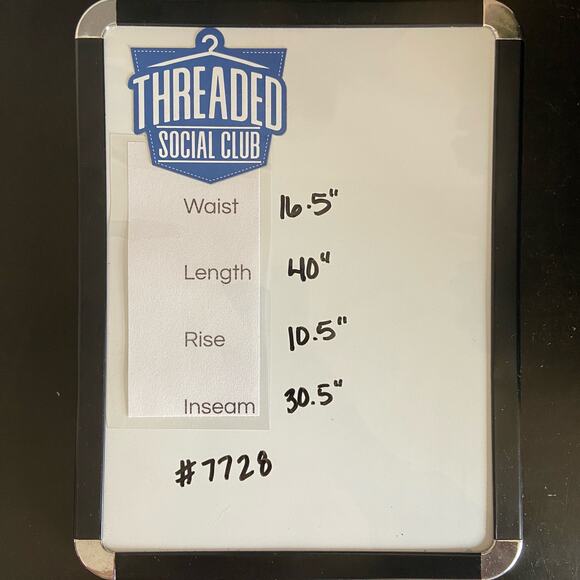 THREADED
SOCIAL CLUB
Waist 16.5"
Length 40"
Rise 10.5"
Inseam 30.5"
#7728